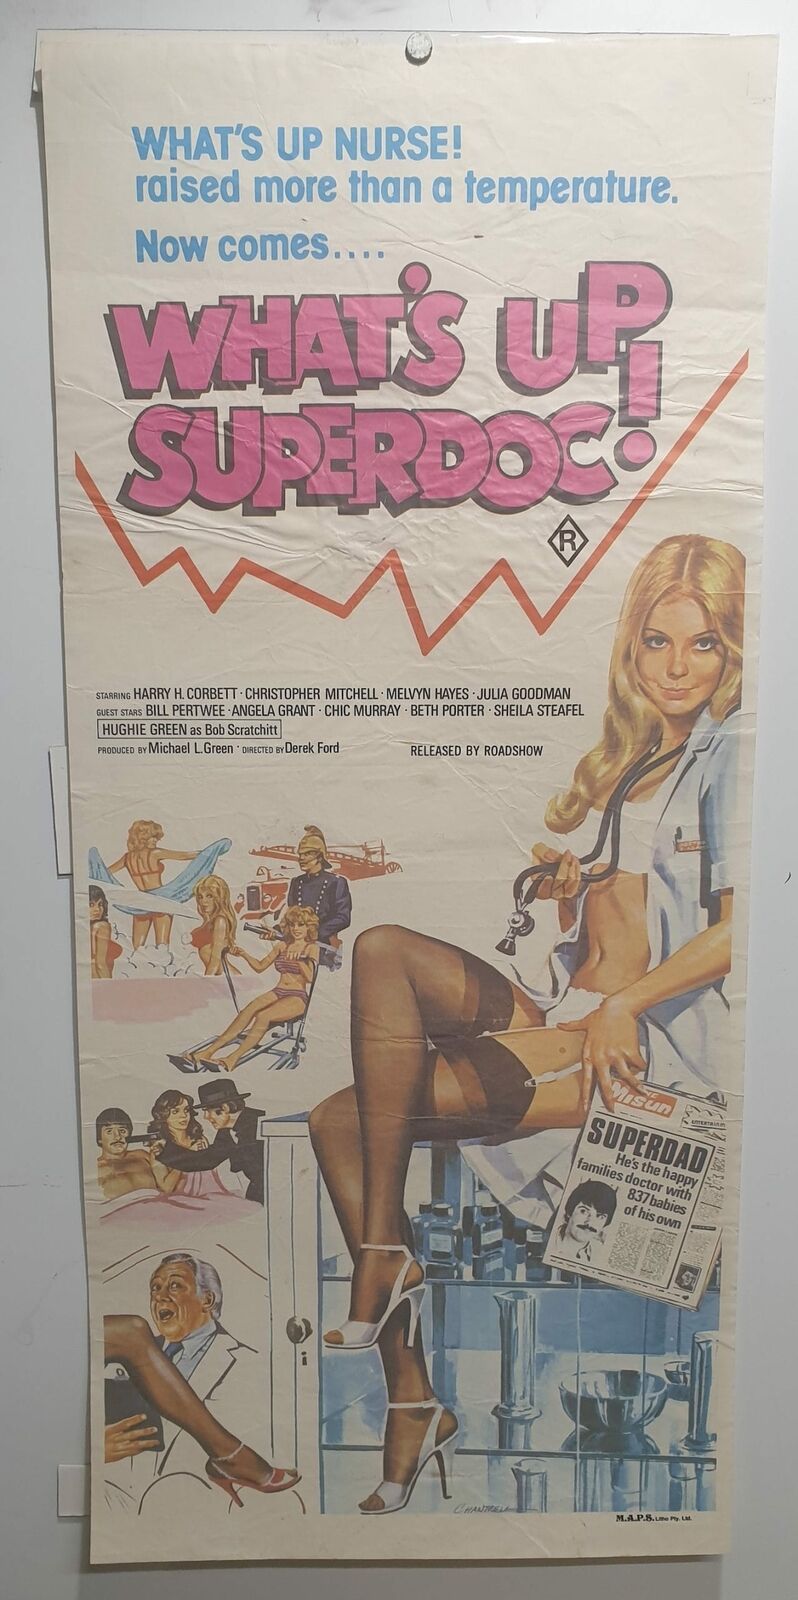 WHAT'S UP NURSE!
raised more than a temperature.
Now comes....
WHAT'S UP!
SUPERDOC
R
STARRING HARRY H. CORBETT · CHRISTOPHER MITCHELL · MELVYN HAYES · JULIA GOODMAN
GUEST STARS BILL PERTWEE · ANGELA GRANT · CHIC MURRAY · BETH PORTER · SHEILA STEAFEL
HUGHIE GREEN as Bob Scratchitt
PRODUCED BY Michael L. Green · DIRECTED BY Derek Ford
RELEASED BY ROADSHOW
Misun
SUPERDAD
He's the happy
families doctor with
837 babies
of his own
CHANTRELL
M.A.P.S. Litho Pty. Ltd.